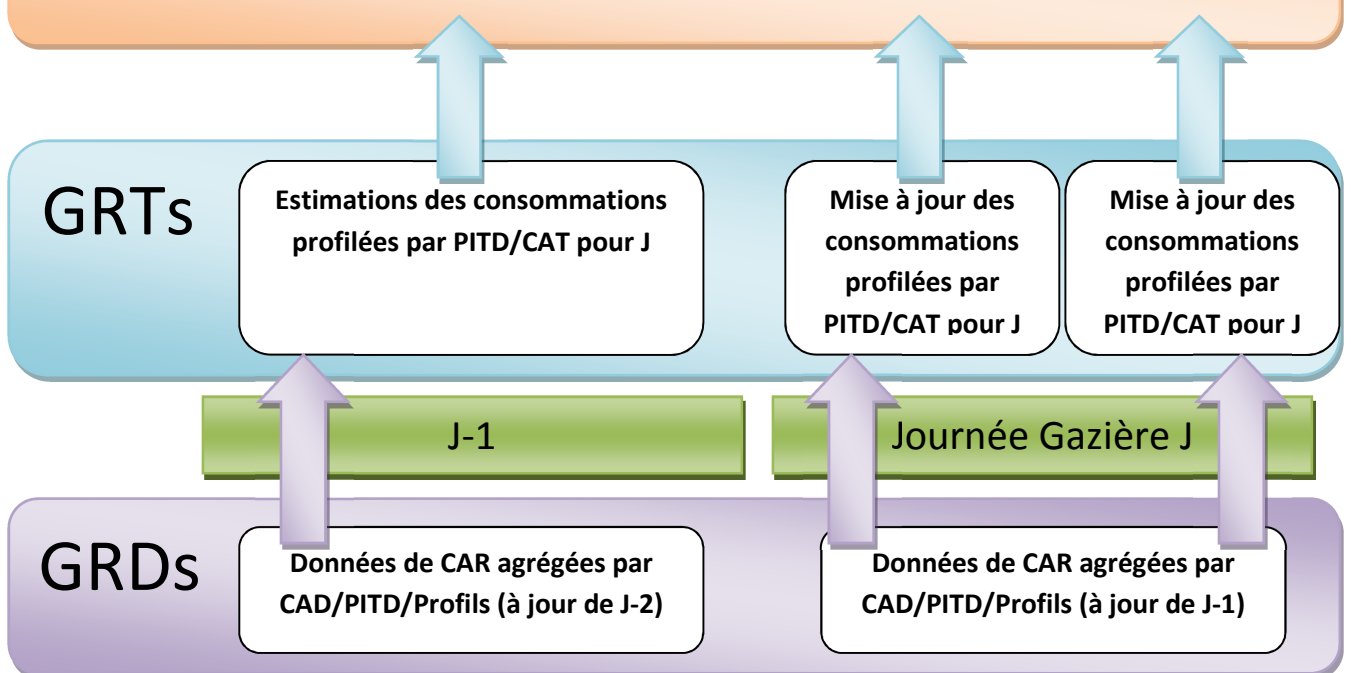 GRTs
Estimations des consommations
profilées par PITD/CAT pour J
Mise à jour des
consommations
profilées par
PITD/CAT pour J
Mise à jour des
consommations
profilées par
PITD/CAT pour J
J-1
Journée Gazière J
GRDs
Données de CAR agrégées par
CAD/PITD/Profils (à jour de J-2)
Données de CAR agrégées par
CAD/PITD/Profils (à jour de J-1)